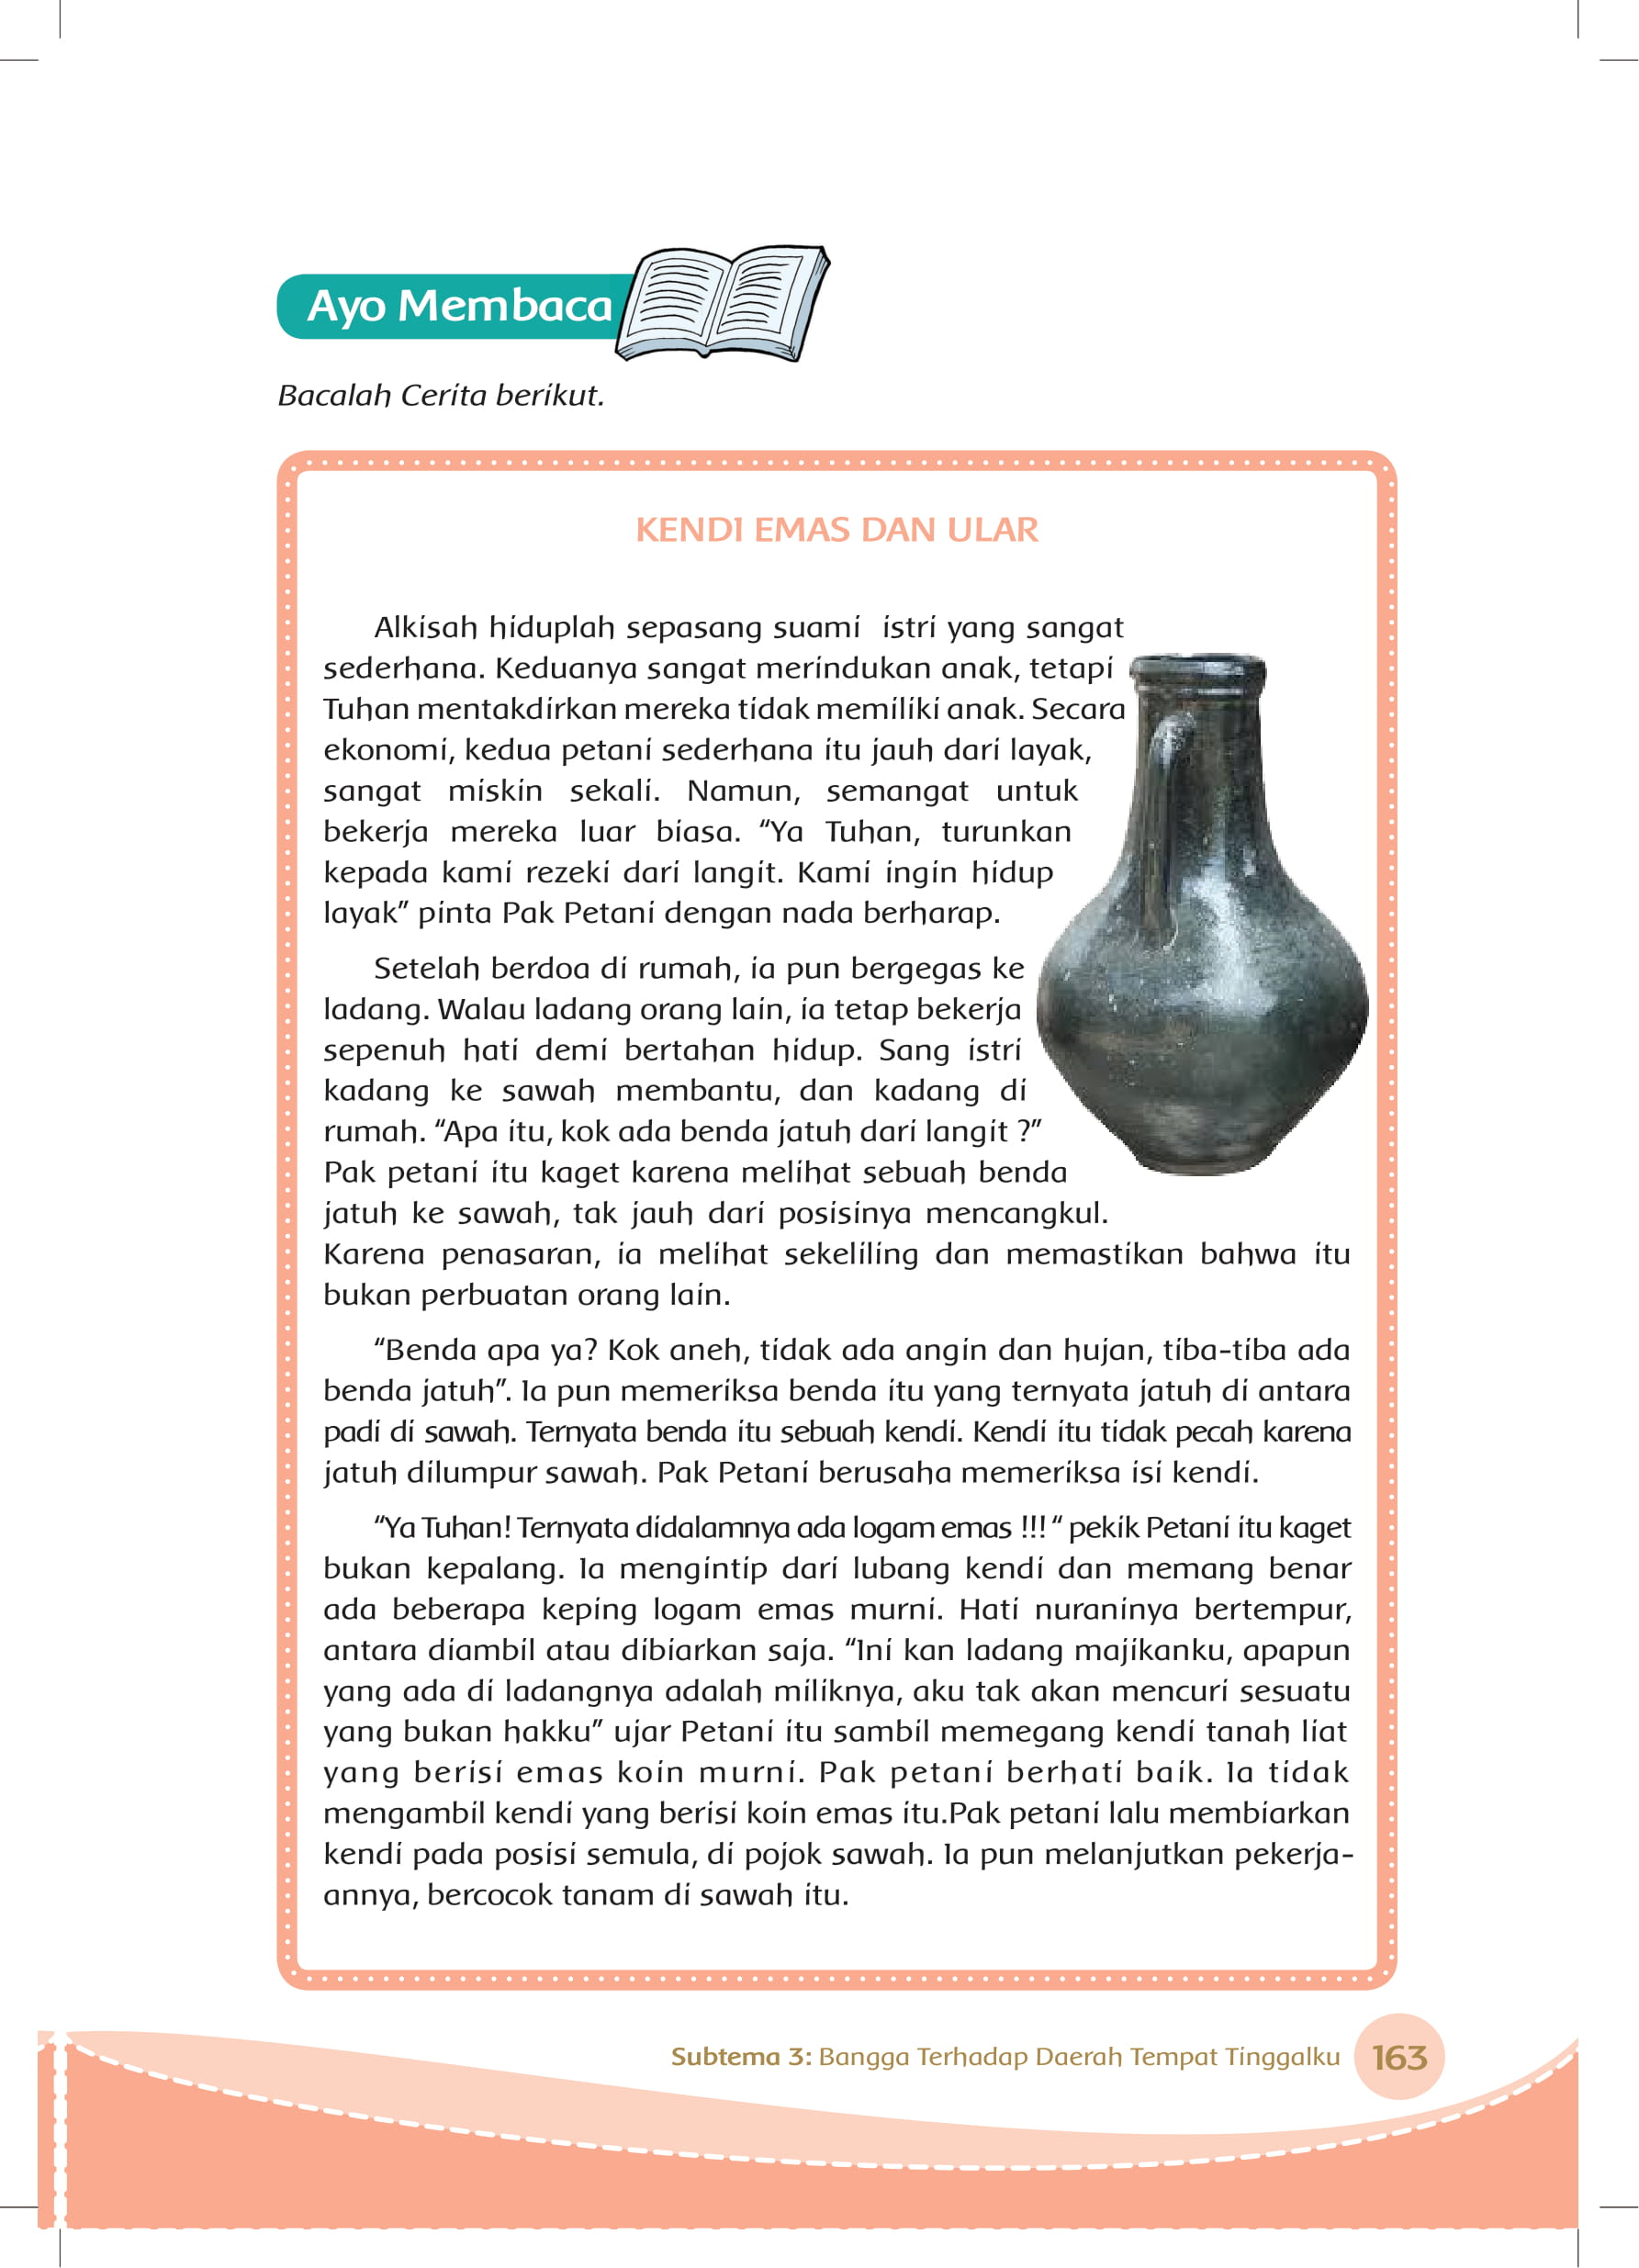 Ayo Membaca
Bacalah Cerita berikut.
KENDI EMAS DAN ULAR
Alkisah hiduplah sepasang suami istri yang sangat
sederhana. Keduanya sangat merindukan anak, tetapi
Tuhan mentakdirkan mereka tidak memiliki anak. Secara
ekonomi, kedua petani sederhana itu jauh dari layak,
sangat miskin sekali. Namun, semangat untuk
bekerja mereka luar biasa. “Ya Tuhan, turunkan
kepada kami rezeki dari langit. Kami ingin hidup
layak” pinta Pak Petani dengan nada berharap.
Setelah berdoa di rumah, ia pun bergegas ke
ladang. Walau ladang orang lain, ia tetap bekerja
sepenuh hati demi bertahan hidup. Sang istri
kadang ke sawah membantu, dan kadang di
rumah. “Apa itu, kok ada benda jatuh dari langit ?”
Pak petani itu kaget karena melihat sebuah benda
jatuh ke sawah, tak jauh dari posisinya mencangkul.
Karena penasaran, ia melihat sekeliling dan memastikan bahwa itu
bukan perbuatan orang lain.
“Benda apa ya? Kok aneh, tidak ada angin dan hujan, tiba-tiba ada
benda jatuh”. Ia pun memeriksa benda itu yang ternyata jatuh di antara
padi di sawah. Ternyata benda itu sebuah kendi. Kendi itu tidak pecah karena
jatuh dilumpur sawah. Pak Petani berusaha memeriksa isi kendi.
“Ya Tuhan! Ternyata didalamnya ada logam emas !!! “ pekik Petani itu kaget
bukan kepalang. Ia mengintip dari lubang kendi dan memang benar
ada beberapa keping logam emas murni. Hati nuraninya bertempur,
antara diambil atau dibiarkan saja. “Ini kan ladang majikanku, apapun
yang ada di ladangnya adalah miliknya, aku tak akan mencuri sesuatu
yang bukan hakku” ujar Petani itu sambil memegang kendi tanah liat
yang berisi emas koin murni. Pak petani berhati baik. Ia tidak
mengambil kendi yang berisi koin emas itu.Pak petani lalu membiarkan
kendi pada posisi semula, di pojok sawah. Ia pun melanjutkan pekerja-
annya, bercocok tanam di sawah itu.
Subtema 3: Bangga Terhadap Daerah Tempat Tinggalku 163